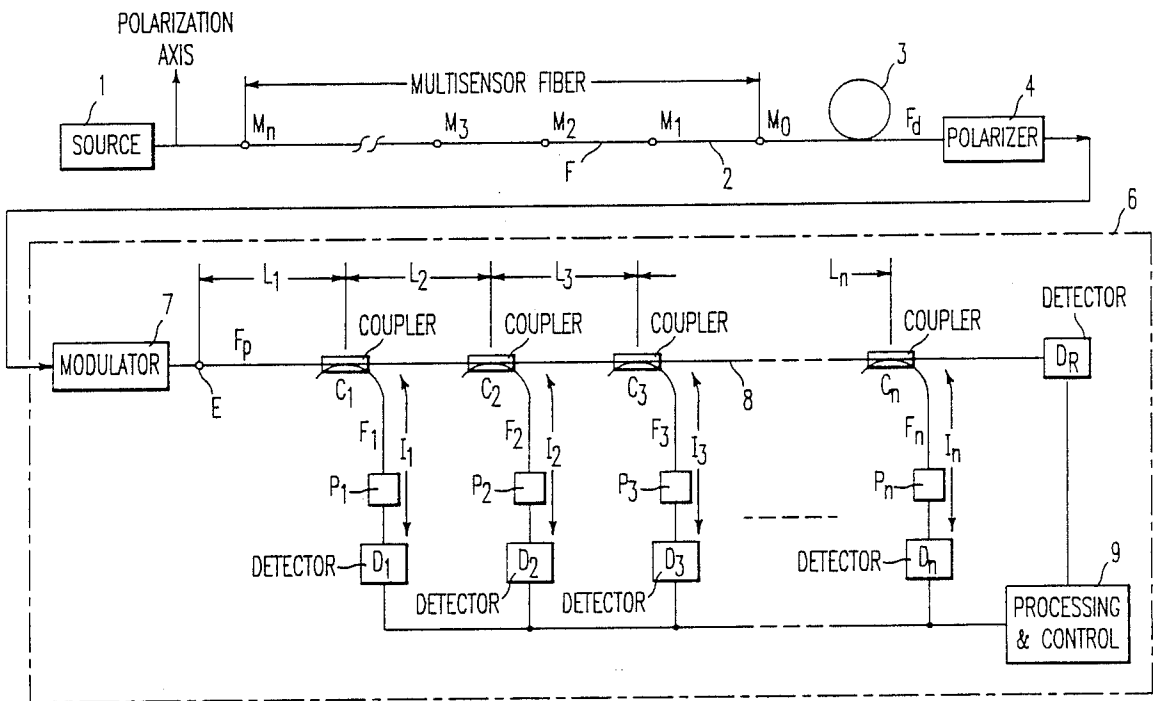 POLARIZATION
AXIS
1
SOURCE
MULTISENSOR FIBER
Mn
M3
M2
M1
M0
F
2
3
Fd
4
POLARIZER
6
7
MODULATOR
L1
L2
L3
Ln
Fp
E
COUPLER
COUPLER
COUPLER
COUPLER
DETECTOR
DR
C1
C2
C3
Cn
8
F1
F2
F3
Fn
I1
I2
I3
In
P1
P2
P3
Pn
DETECTOR
D1
DETECTOR
D2
DETECTOR
D3
DETECTOR
Dn
9
PROCESSING
& CONTROL